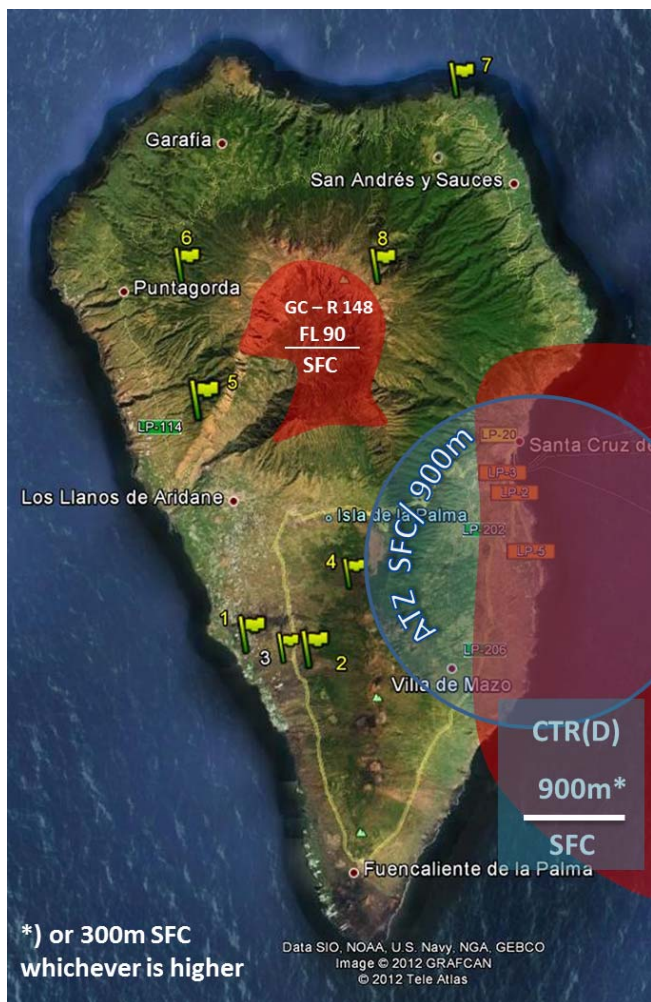 7
Garafía
San Andrés y Sauces
6
8
Puntagorda
GC – R 148
FL 90
SFC
5
LP-114
LP-20
Santa Cruz de
LP-3
LP-2
Los Llanos de Aridane
Isla de la Palma
ATZ SFC/900m
LP-202
LP-5
4
1
3
2
LP-206
Villa de Mazo
CTR(D)
900m*
SFC
Fuencaliente de la Palma
*) or 300m SFC
whichever is higher
Data SIO, NOAA, U.S. Navy, NGA, GEBCO
Image © 2012 GRAFCAN
© 2012 Tele Atlas